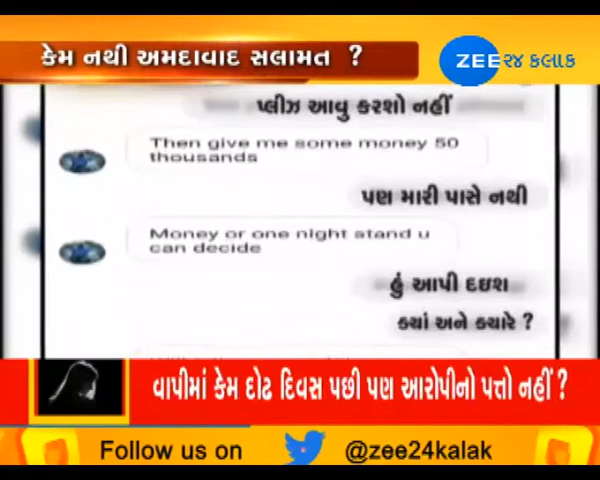 કેમ નથી અમદાવાદ સલામત ?
ZEE ૨૪ કલાક
પ્લીઝ આવુ કરશો નહીં
Then give me some money 50
thousands
પણ મારી પાસે નથી
Money or one night stand u
can decide
હું આપી દઇશ
ક્યાં અને ક્યારે ?
વાપીમાં કેમ દોઢ દિવસ પછી પણ આરોપીનો પત્તો નહીં ?
Follow us on @zee24kalak